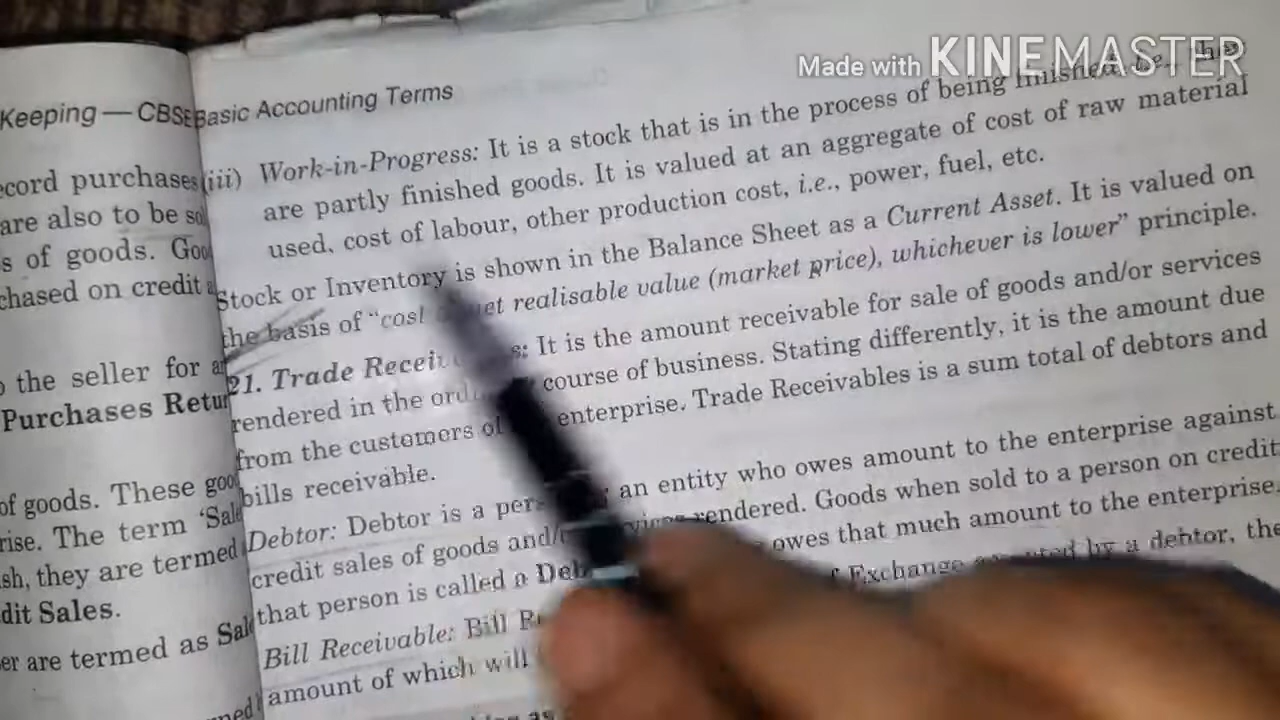 Made with KINEMASTER
Keeping — CBSE
ecord purchases
are also to be
s of goods.
chased on credit
the seller for
Purchases
of goods. These
rise. The term
sh, they are termed
dit Sales.
er are termed as
Basic Accounting Terms
(iii) Work-in-Progress: It is a stock that is in the process of being finished, i.e., they
are partly finished goods. It is valued at an aggregate of cost of raw material
used, cost of labour, other production cost, i.e., power, fuel, etc.
Stock or Inventory is shown in the Balance Sheet as a Current Asset. It is valued on
the basis of “cost net realisable value (market price), whichever is lower” principle.
21. Trade It is the amount receivable for sale of goods and/or services
rendered in the course of business. Stating differently, it is the amount due
from the customers enterprise. Trade Receivables is a sum total of debtors and
bills receivable.
Debtor: Debtor is a an entity who owes amount to the enterprise against
credit sales of goods rendered. Goods when sold to a person on credit
that person is called a owes that much amount to the enterprise.
Bill Receivable: Bill of Exchange by a debtor, the
amount of which will